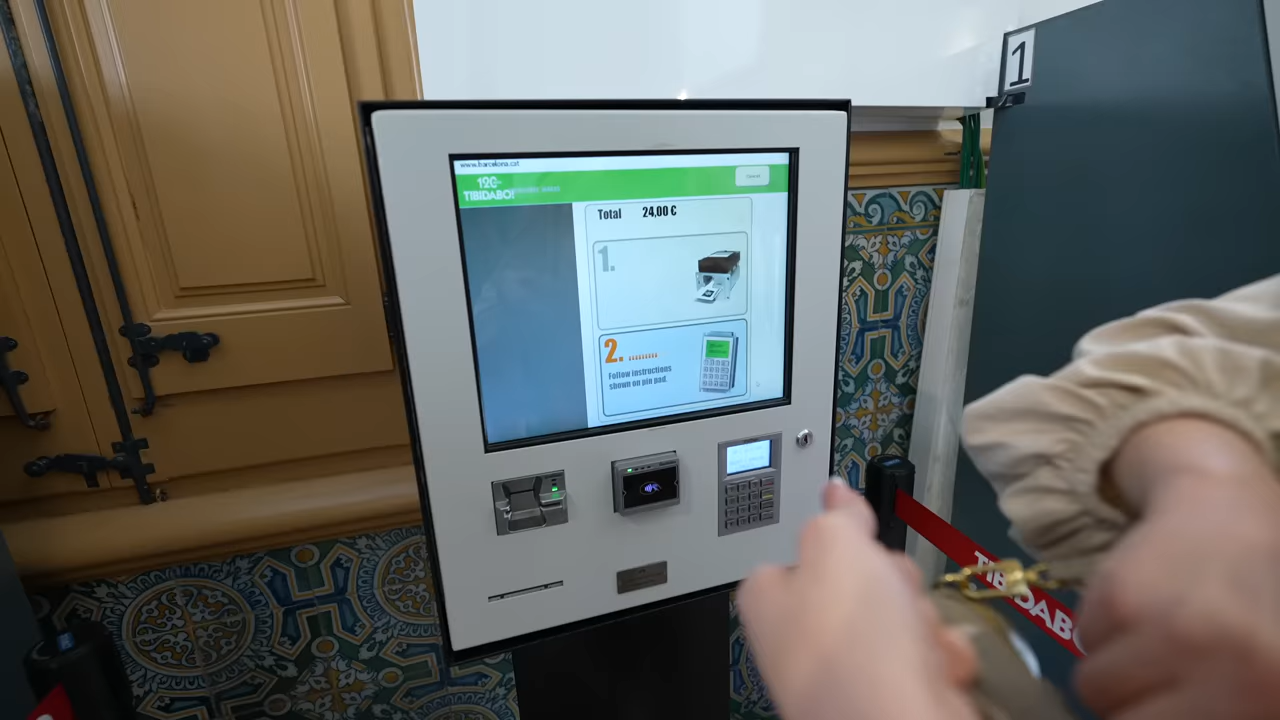 1
www.barcelona.cat
120
TIBIDABO!
Total 24,00 €
1.
2.
Follow instructions
shown on pin pad.
TIBIDABO